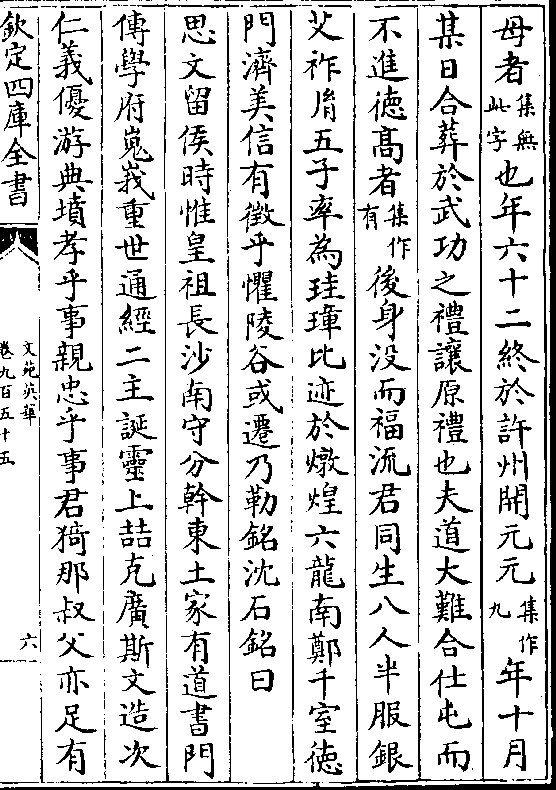 母者集無此字也年六十二終於許州開元元集作九年十月
某日合葬於武功之禮讓原禮也夫道大難合仕屯而
不進徳髙者集作有後身没而福流君同生八人半服銀
艾祚胤五子率為珪璋比迹於燉煌六龍南鄭千室徳
門濟美信有徵乎懼陵谷或遷乃勒銘沈石銘曰
思文留侯時惟皇祖長沙南守分幹東土家有道書門
傳學府嵬峩重世通經二主誕靈上喆克廣斯文造次
仁義優游典墳孝乎事親忠乎事君猗那叔父亦足有
欽定四庫全書
文苑英華
卷九百五十五
六